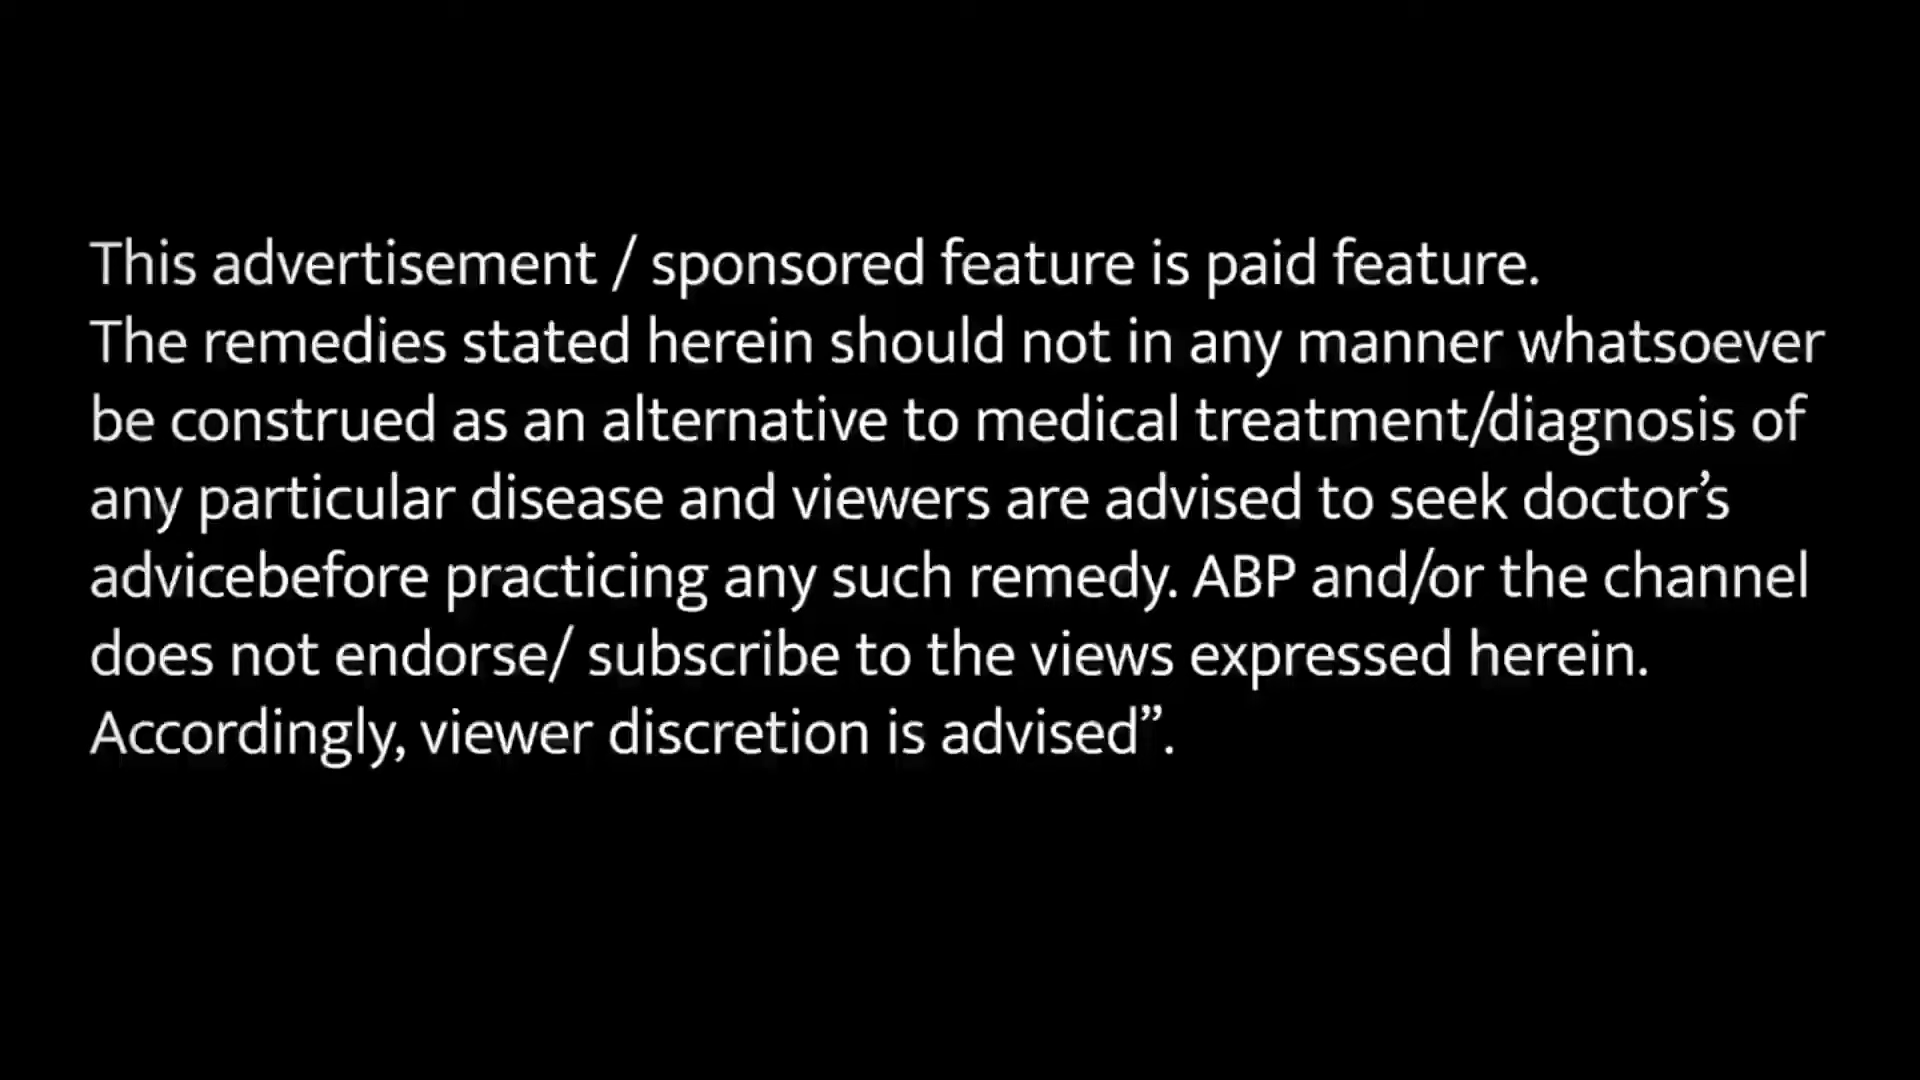 This advertisement / sponsored feature is paid feature.
The remedies stated herein should not in any manner whatsoever
be construed as an alternative to medical treatment/diagnosis of
any particular disease and viewers are advised to seek doctor’s
advicebefore practicing any such remedy. ABP and/or the channel
does not endorse/ subscribe to the views expressed herein.
Accordingly, viewer discretion is advised”.